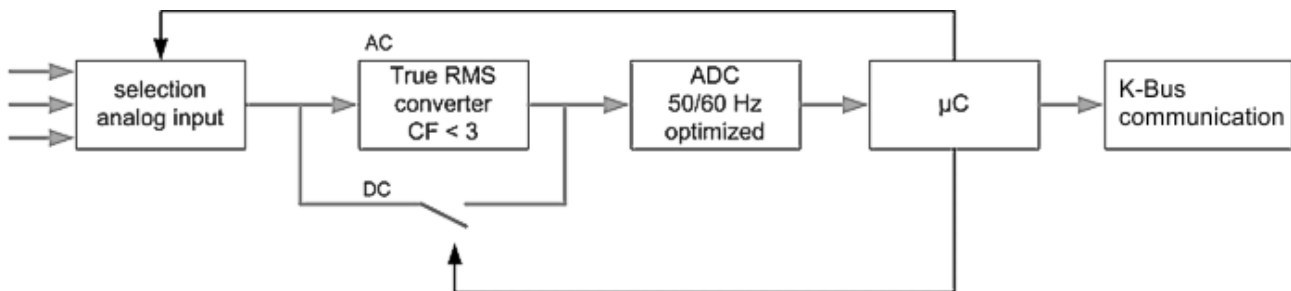 AC
selection
analog input
True RMS
converter
CF < 3
ADC
50/60 Hz
optimized
µC
K-Bus
communication
DC